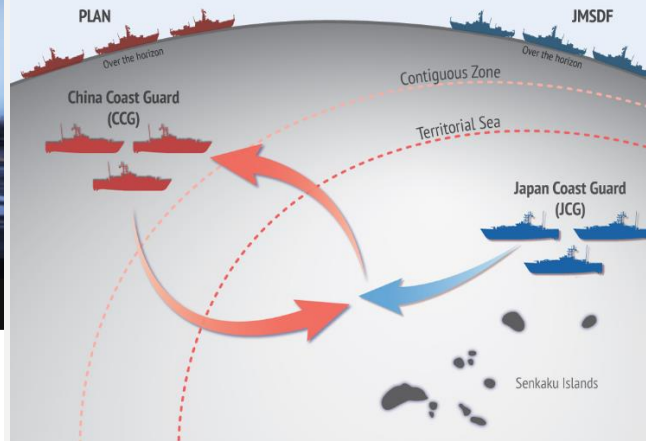 PLAN
JMSDF
Over the horizon
Over the horizon
Contiguous Zone
China Coast Guard
(CCG)
Territorial Sea
Japan Coast Guard
(JCG)
Senkaku Islands